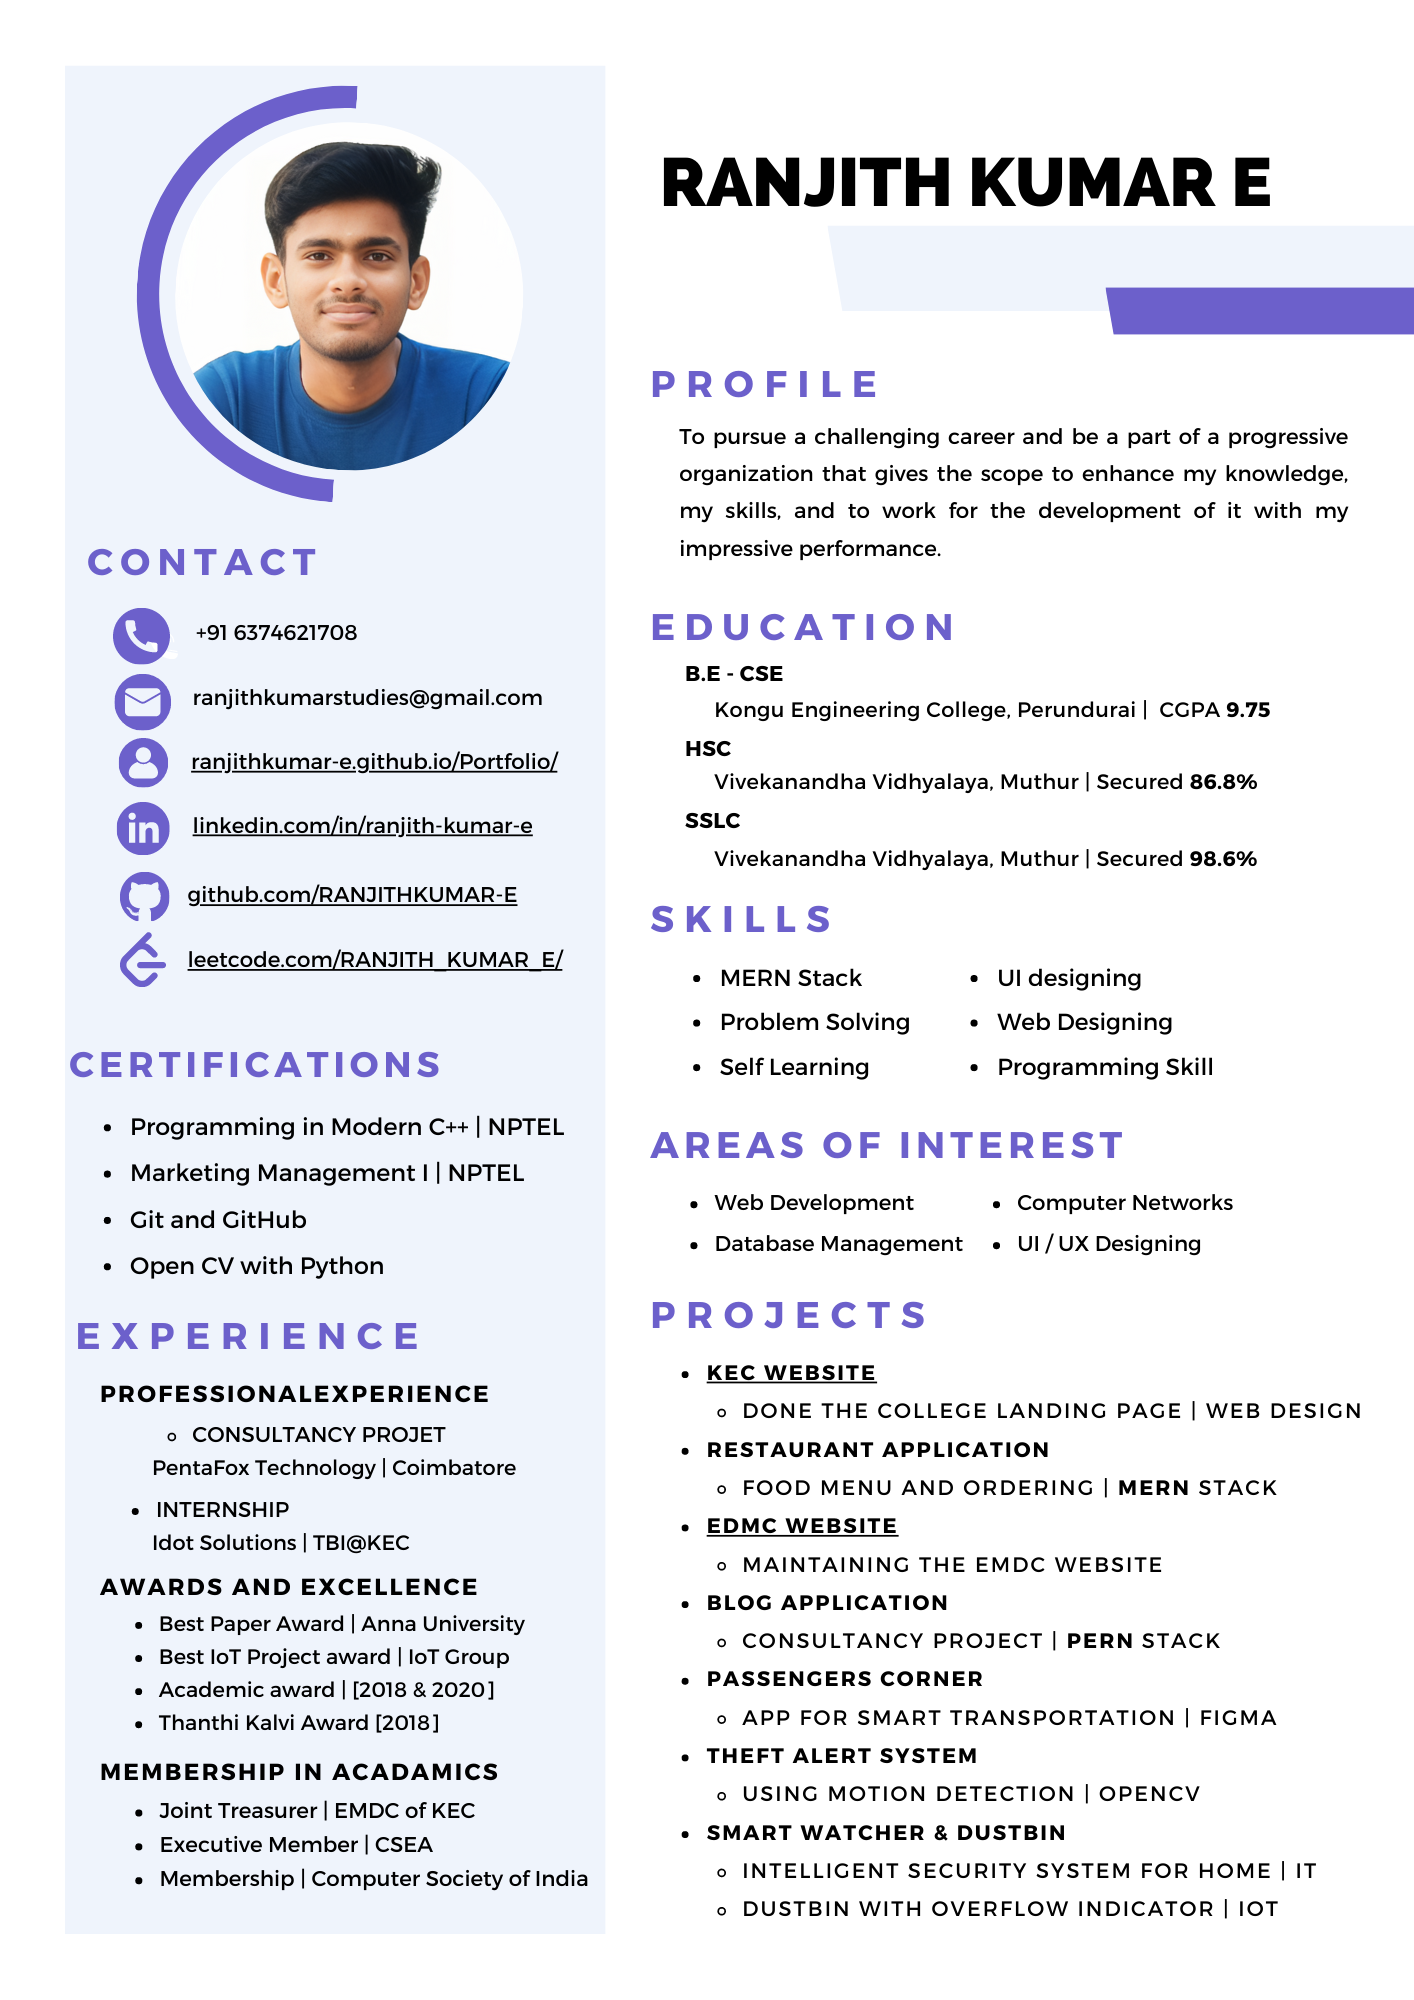 RANJITH KUMAR E
CONTACT
+91 6374621708
ranjithkumarstudies@gmail.com
ranjithkumar-e.github.io/Portfolio/
linkedin.com/in/ranjith-kumar-e
github.com/RANJITHKUMAR-E
leetcode.com/RANJITH_KUMAR_E/
CERTIFICATIONS
• Programming in Modern C++ | NPTEL
• Marketing Management I | NPTEL
• Git and GitHub
• Open CV with Python
EXPERIENCE
PROFESSIONALEXPERIENCE
◦ CONSULTANCY PROJET
PentaFox Technology | Coimbatore
• INTERNSHIP
Idot Solutions | TBI@KEC
AWARDS AND EXCELLENCE
• Best Paper Award | Anna University
• Best IoT Project award | IoT Group
• Academic award | [2018 & 2020]
• Thanthi Kalvi Award [2018]
MEMBERSHIP IN ACADAMICS
• Joint Treasurer | EMDC of KEC
• Executive Member | CSEA
• Membership | Computer Society of India
PROFILE
To pursue a challenging career and be a part of a progressive
organization that gives the scope to enhance my knowledge,
my skills, and to work for the development of it with my
impressive performance.
EDUCATION
B.E - CSE
Kongu Engineering College, Perundurai | CGPA 9.75
HSC
Vivekanandha Vidhyalaya, Muthur | Secured 86.8%
SSLC
Vivekanandha Vidhyalaya, Muthur | Secured 98.6%
SKILLS
• MERN Stack
• Problem Solving
• Self Learning
• UI designing
• Web Designing
• Programming Skill
AREAS OF INTEREST
• Web Development
• Database Management
• Computer Networks
• UI / UX Designing
PROJECTS
• KEC WEBSITE
◦ DONE THE COLLEGE LANDING PAGE | WEB DESIGN
• RESTAURANT APPLICATION
◦ FOOD MENU AND ORDERING | MERN STACK
• EDMC WEBSITE
◦ MAINTAINING THE EMDC WEBSITE
• BLOG APPLICATION
◦ CONSULTANCY PROJECT | PERN STACK
• PASSENGERS CORNER
◦ APP FOR SMART TRANSPORTATION | FIGMA
• THEFT ALERT SYSTEM
◦ USING MOTION DETECTION | OPENCV
• SMART WATCHER & DUSTBIN
◦ INTELLIGENT SECURITY SYSTEM FOR HOME | IT
◦ DUSTBIN WITH OVERFLOW INDICATOR | IOT